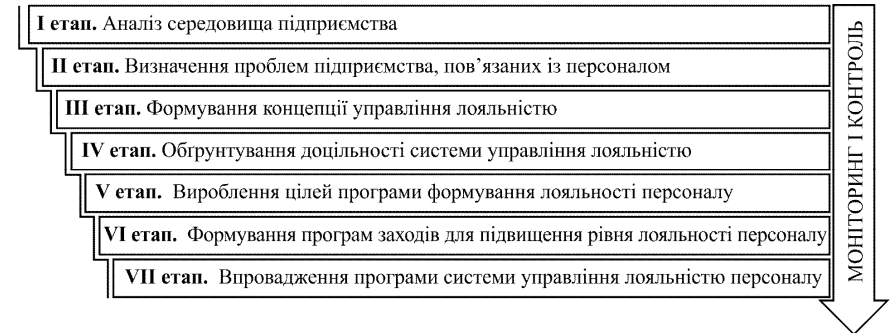 I етап. Аналіз середовища підприємства
II етап. Визначення проблем підприємства, пов’язаних із персоналом
III етап. Формування концепції управління лояльністю
IV етап. Обґрунтування доцільності системи управління лояльністю
V етап. Вироблення цілей програми формування лояльності персоналу
VI етап. Формування програм заходів для підвищення рівня лояльності персоналу
VII етап. Впровадження програми системи управління лояльністю персоналу
МОНІТОРИНГ І КОНТРОЛЬ